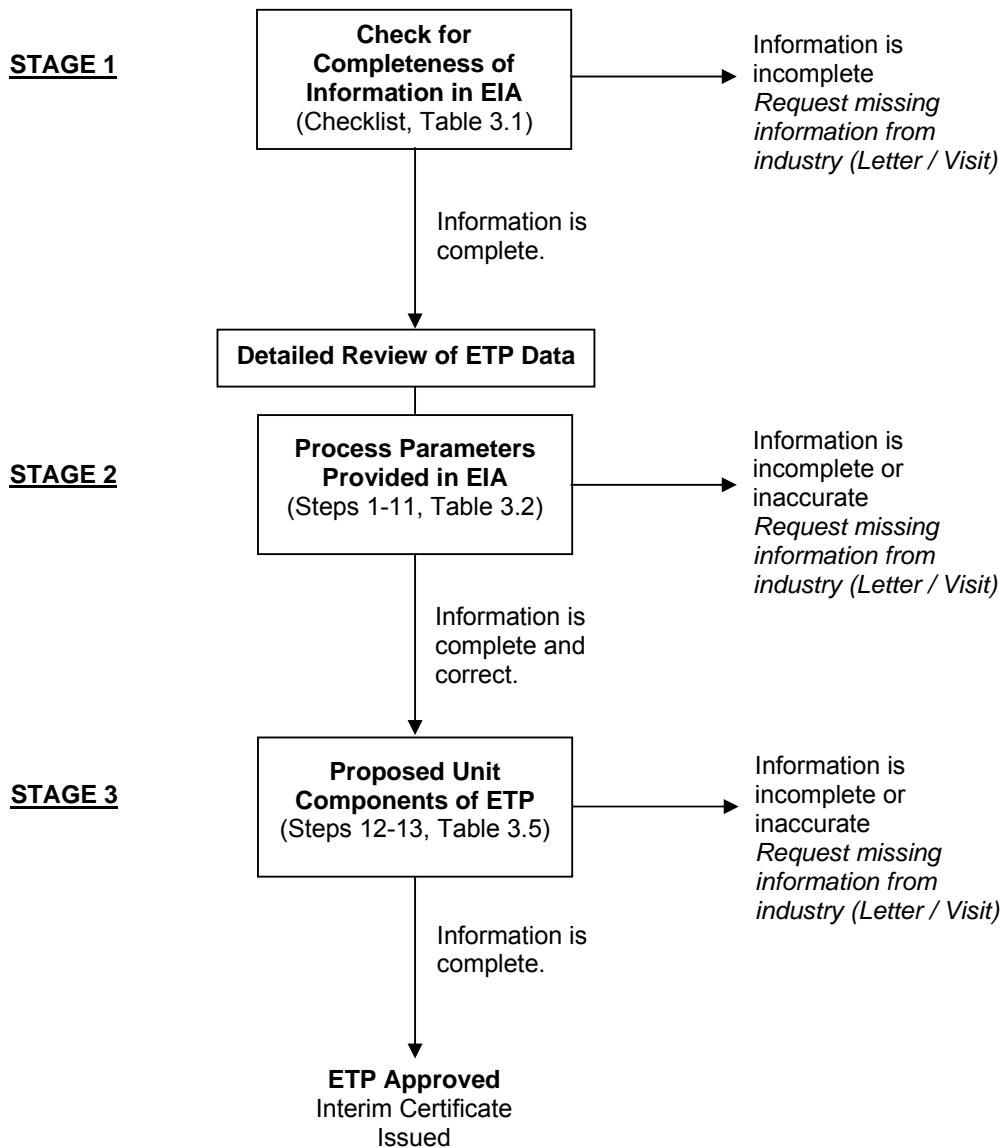 STAGE 1
Check for
Completeness of
Information in EIA
(Checklist, Table 3.1)
Information is
incomplete
Request missing
information from
industry (Letter / Visit)
Information is
complete.
Detailed Review of ETP Data
STAGE 2
Process Parameters
Provided in EIA
(Steps 1-11, Table 3.2)
Information is
incomplete or
inaccurate
Request missing
information from
industry (Letter / Visit)
Information is
complete and
correct.
STAGE 3
Proposed Unit
Components of ETP
(Steps 12-13, Table 3.5)
Information is
incomplete or
inaccurate
Request missing
information from
industry (Letter / Visit)
Information is
complete.
ETP Approved
Interim Certificate
Issued